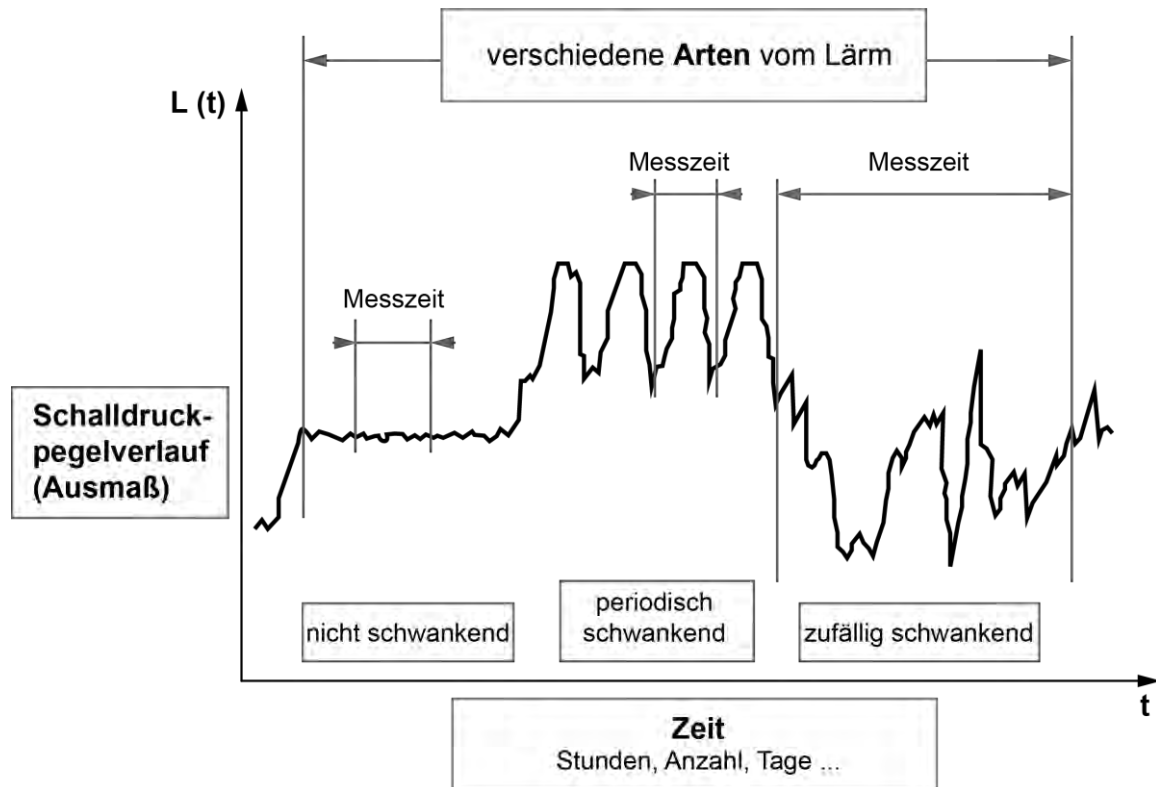 verschiedene Arten vom Lärm
L (t)
Messzeit
Messzeit
Messzeit
Schalldruck-
pegelverlauf
(Ausmaß)
nicht schwankend
periodisch
schwankend
zufällig schwankend
t
Zeit
Stunden, Anzahl, Tage ...